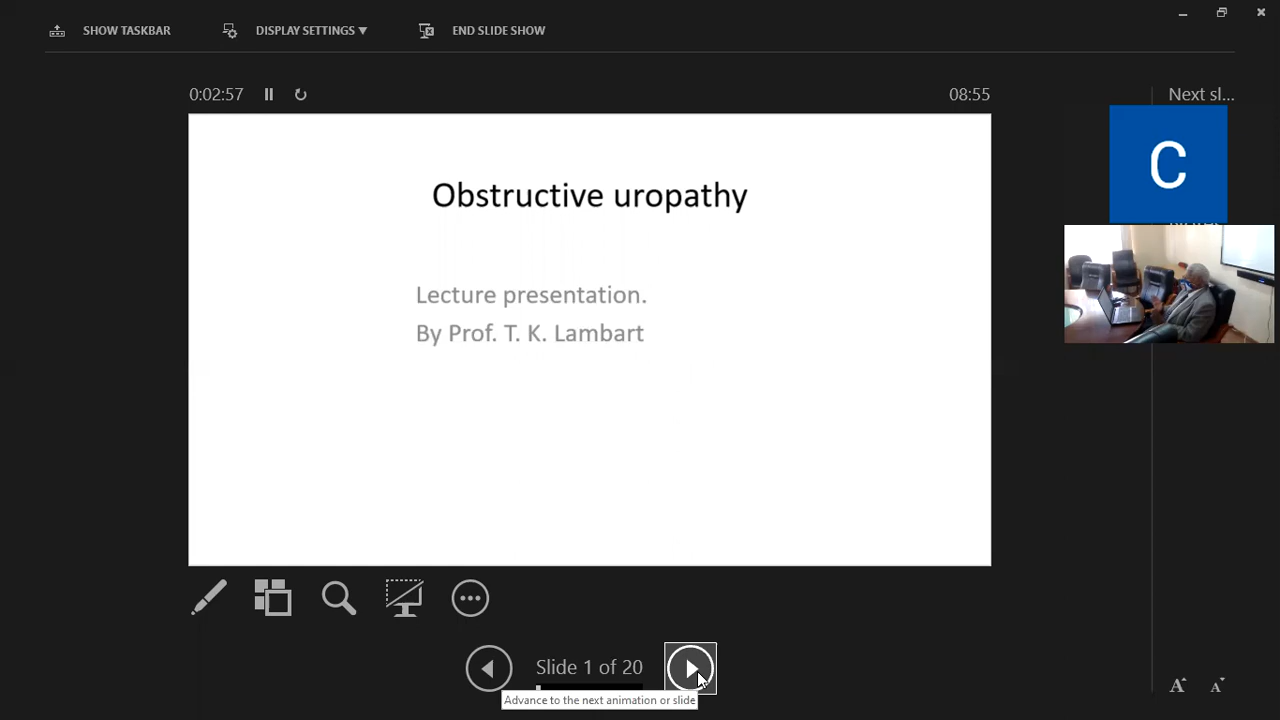 SHOW TASKBAR
DISPLAY SETTINGS ▼
END SLIDE SHOW
0:02:57
08:55
Next sl...
C
Obstructive uropathy
Lecture presentation.
By Prof. T. K. Lambart
Slide 1 of 20
Advance to the next animation or slide
A
A